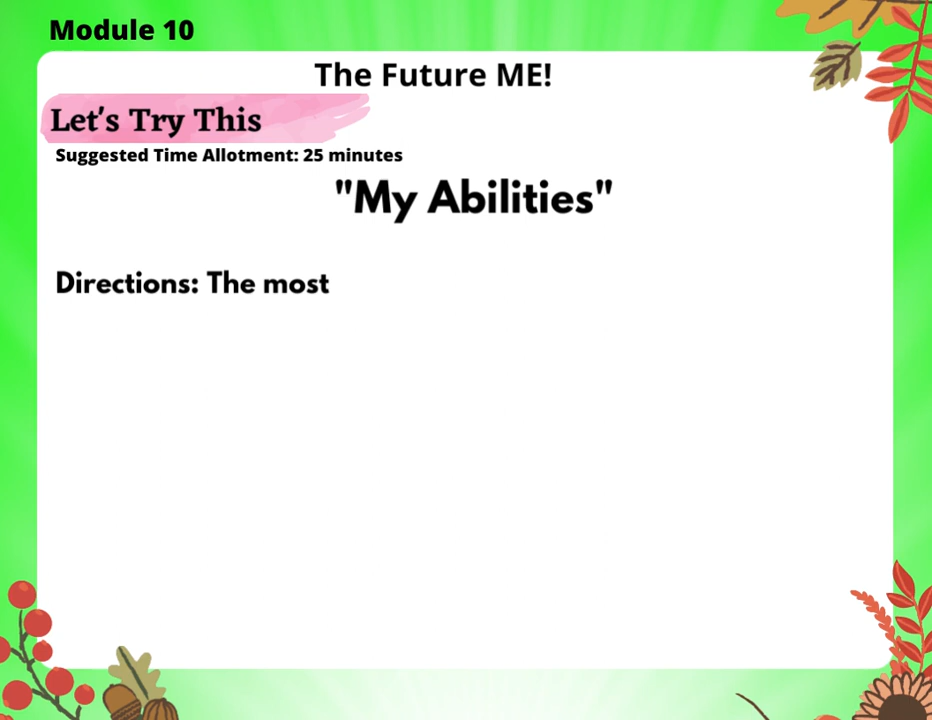 Module 10
The Future ME!
Let's Try This
Suggested Time Allotment: 25 minutes
"My Abilities"
Directions: The most